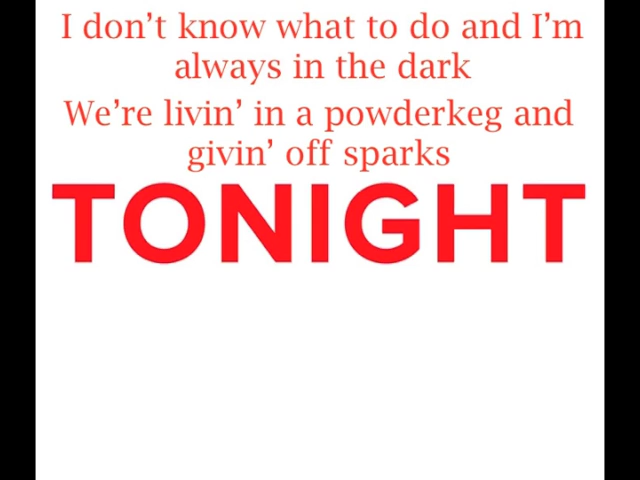 I don’t know what to do and I’m
always in the dark
We’re livin’ in a powderkeg and
givin’ off sparks
TONIGHT